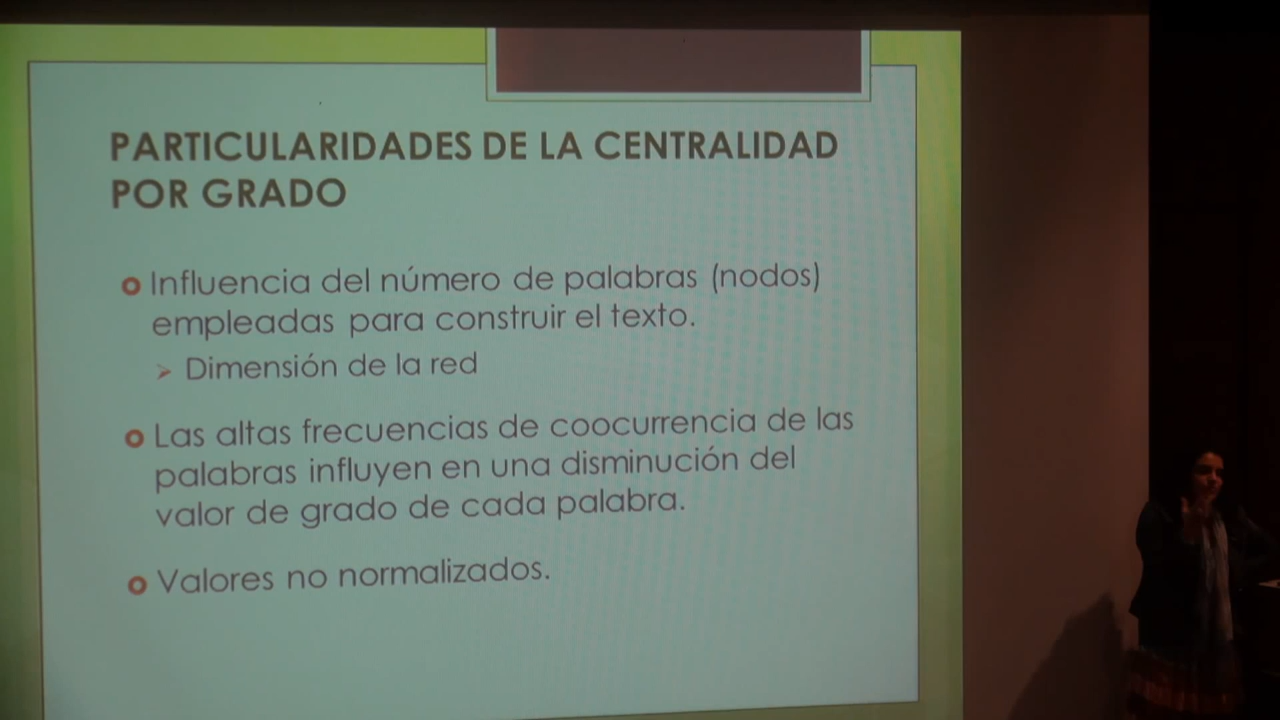 PARTICULARIDADES DE LA CENTRALIDAD
POR GRADO
Influencia del número de palabras (nodos)
empleadas para construir el texto.
Dimensión de la red
Las altas frecuencias de coocurrencia de las
palabras influyen en una disminución del
valor de grado de cada palabra.
Valores no normalizados.